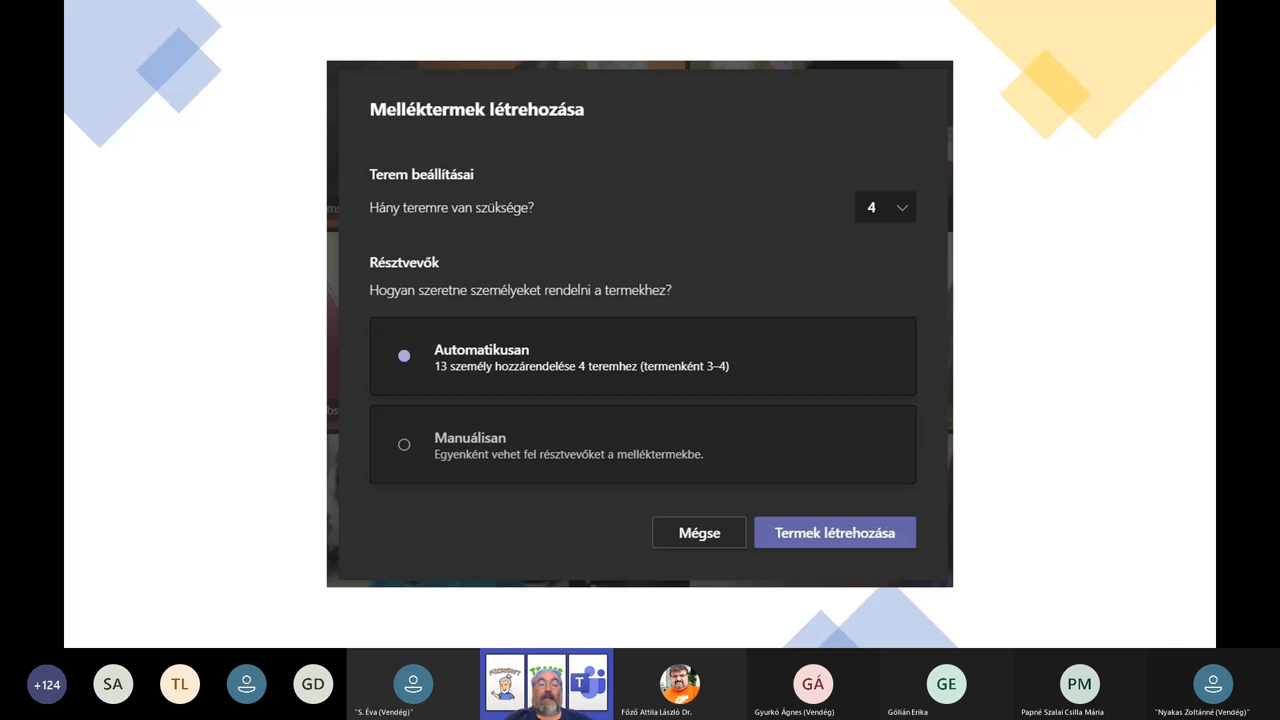 Melléktermek létrehozása
Terem beállításai
Hány teremre van szüksége?
4
Résztvevők
Hogyan szeretne személyeket rendelni a termekhez?
Automatikusan
13 személy hozzárendelése 4 teremhez (termenként 3–4)
Manuálisan
Egyenként vehet fel résztvevőket a melléktermekbe.
Mégse
Termek létrehozása
+124
SA
TL
GD
"S. Éva (Vendég)"
MICROSOFT
TEAMS
T
Főző Attila László Dr.
GÁ
Gyurkó Ágnes (Vendég)
GE
Gólián Erika
PM
Papné Szalai Csilla Mária
"Nyakas Zoltánné (Vendég)"